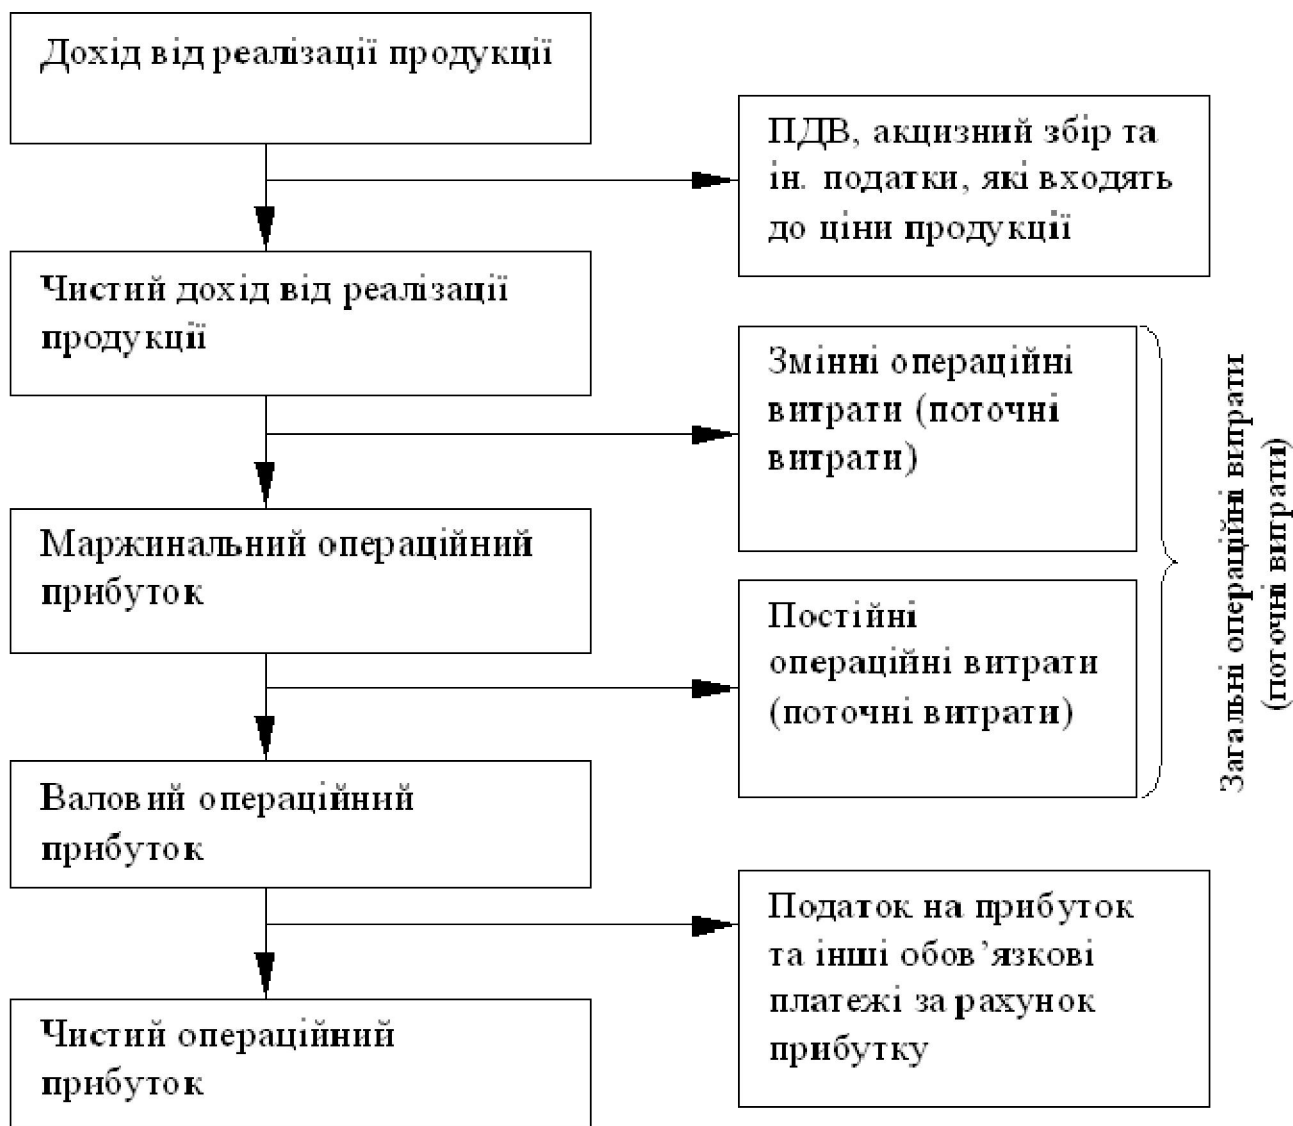 Дохід від реалізації продукції
ПДВ, акцизний збір та
ін. податки, які входять
до ціни продукції
Чистий дохід від реалізації
продукції
Змінні операційні
витрати (поточні
витрати)
Маржинальний операційний
прибуток
Постійні
операційні витрати
(поточні витрати)
Загальні операційні витрати
(поточні витрати)
Валовий операційний
прибуток
Податок на прибуток
та інші обов’язкові
платежі за рахунок
прибутку
Чистий операційний
прибуток